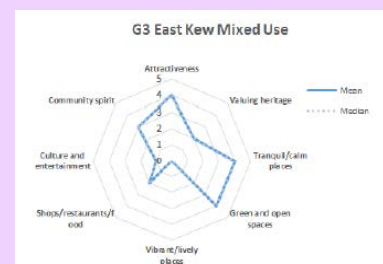 G3 East Kew Mixed Use
Attractiveness
5
4
3
2
1
0
Mean
Median
Community spirit
Valuing heritage
Culture and
entertainment
Tranquil/calm
places
Shops/restaurants/f
ood
Green and open
spaces
Vibrant/lively
places